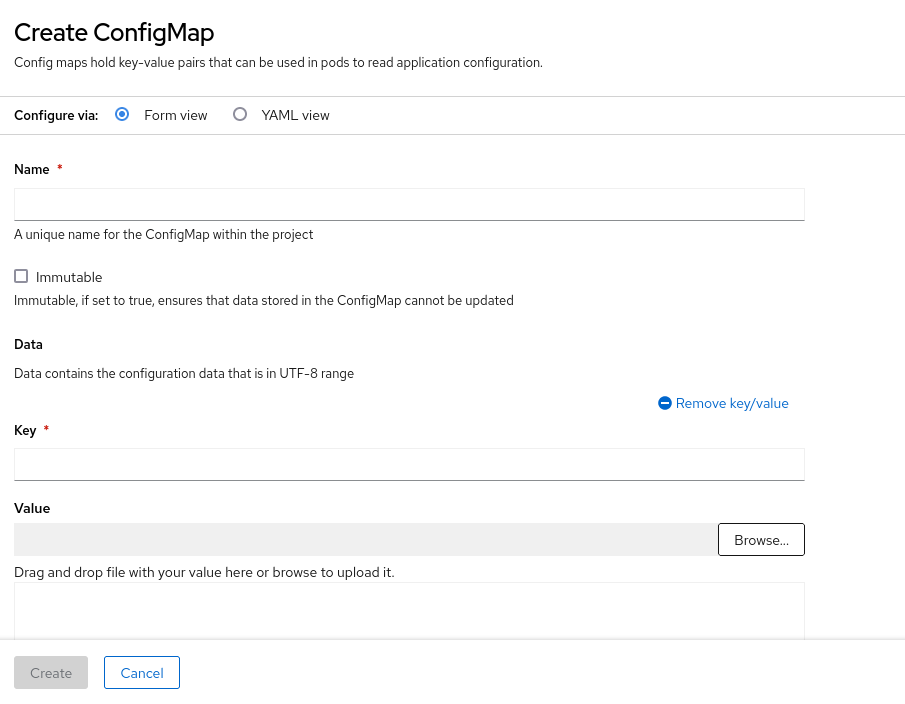 Create ConfigMap
Config maps hold key-value pairs that can be used in pods to read application configuration.
Configure via: Form view YAML view
Name *
A unique name for the ConfigMap within the project
Immutable
Immutable, if set to true, ensures that data stored in the ConfigMap cannot be updated
Data
Data contains the configuration data that is in UTF-8 range
Remove key/value
Key *
Value
Browse...
Drag and drop file with your value here or browse to upload it.
Create Cancel